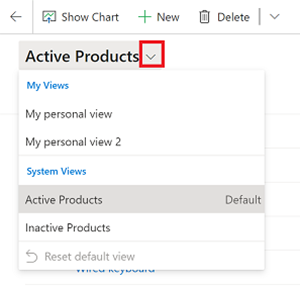 Show Chart New Delete
Active Products
My Views
My personal view
My personal view 2
System Views
Active Products Default
Inactive Products
Reset default view
Wired keyboard